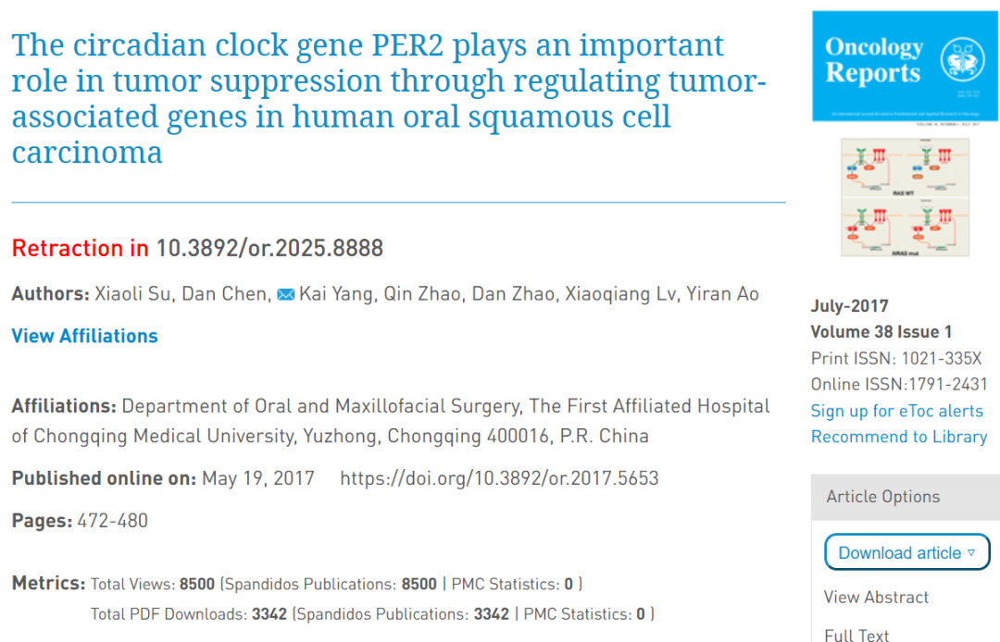 The circadian clock gene PER2 plays an important
role in tumor suppression through regulating tumor-
associated genes in human oral squamous cell
carcinoma
Retraction in 10.3892/or.2025.8888
Authors: Xiaoli Su, Dan Chen, Kai Yang, Qin Zhao, Dan Zhao, Xiaoqiang Lv, Yiran Ao
View Affiliations
Affiliations: Department of Oral and Maxillofacial Surgery, The First Affiliated Hospital
of Chongqing Medical University, Yuzhong, Chongqing 400016, P.R. China
Published online on: May 19, 2017 https://doi.org/10.3892/or.2017.5653
Pages: 472-480
Metrics: Total Views: 8500 (Spandidos Publications: 8500 | PMC Statistics: 0 )
Total PDF Downloads: 3342 (Spandidos Publications: 3342 | PMC Statistics: 0 )
Oncology
Reports
RAS WT
NRAS mut
July-2017
Volume 38 Issue 1
Print ISSN: 1021-335X
Online ISSN:1791-2431
Sign up for eToc alerts
Recommend to Library
Article Options
Download article ▿
View Abstract
Full Text